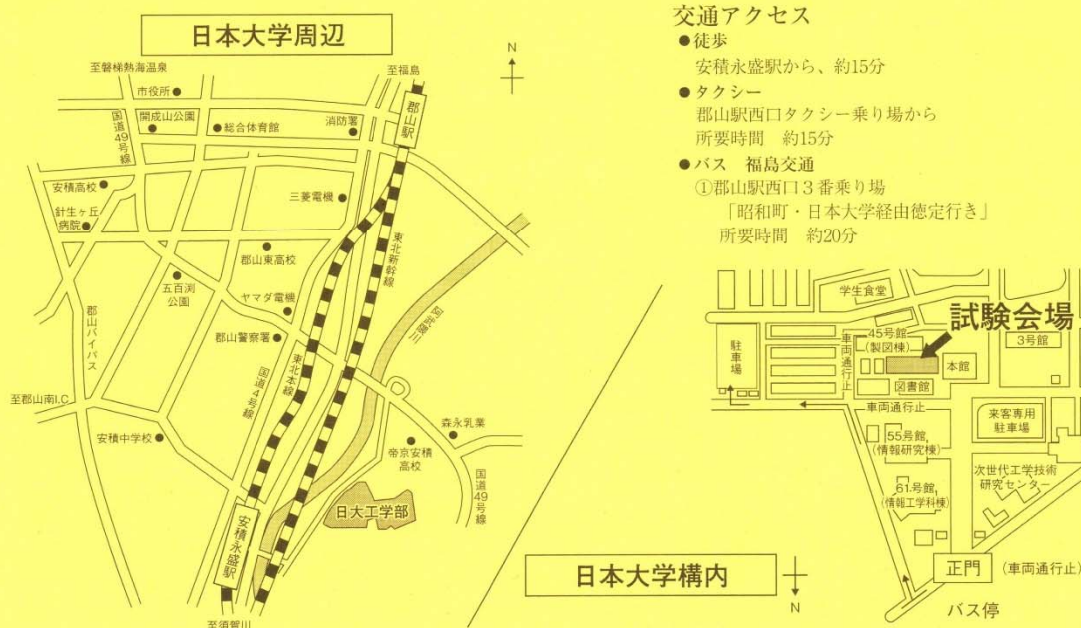 日本大学周辺
N
至磐梯熱海温泉
至福島
市役所
郡山駅
開成山公園
国道49号線
総合体育館
消防署
安積高校
三菱電機
針生ヶ丘
病院
東北新幹線
郡山東高校
五百渕
公園
ヤマダ電機
阿武隈川
郡山バイパス
郡山警察署
東北本線
国道4号線
至郡山南I.C
安積中学校
森永乳業
帝京安積
高校
国道49号線
日大工学部
安積永盛駅
至須賀川
交通アクセス
●徒歩
安積永盛駅から、約15分
●タクシー
郡山駅西口タクシー乗り場から
所要時間 約15分
●バス 福島交通
①郡山駅西口3番乗り場
「昭和町・日本大学経由徳定行き」
所要時間 約20分
学生食堂
試験会場
45号館
(製図棟)
3号館
駐車場
車両通行止
本館
図書館
車両通行止
来客専用
駐車場
55号館
(情報研究棟)
次世代工学技術
研究センター
61号館
(情報工学科棟)
日本大学構内
N
正門
(車両通行止)
バス停